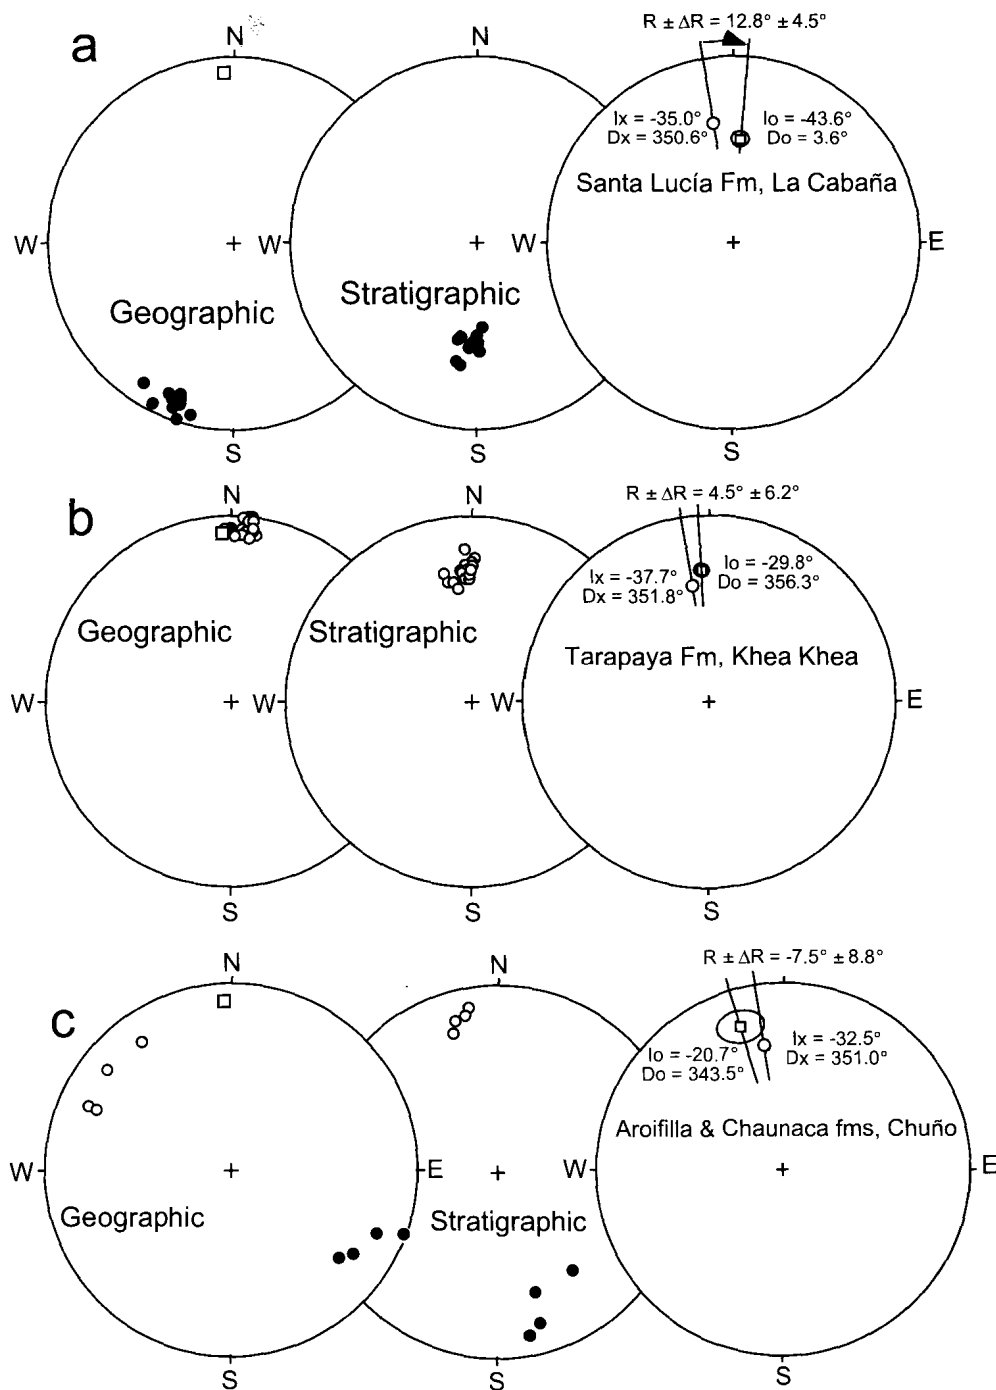 a
N
N
R ± ΔR = 12.8° ± 4.5°
Ix = -35.0°
Dx = 350.6°
Io = -43.6°
Do = 3.6°
Santa Lucía Fm, La Cabaña
W
W
W
E
Geographic
Stratigraphic
S
S
S
b
N
N
R ± ΔR = 4.5° ± 6.2°
Ix = -37.7°
Dx = 351.8°
Io = -29.8°
Do = 356.3°
Geographic
Stratigraphic
Tarapaya Fm, Khea Khea
W
W
W
E
S
S
S
c
N
N
R ± ΔR = -7.5° ± 8.8°
Io = -20.7°
Do = 343.5°
Ix = -32.5°
Dx = 351.0°
Aroifilla & Chaunaca fms, Chuño
W
E
W
E
Geographic
Stratigraphic
S
S
S